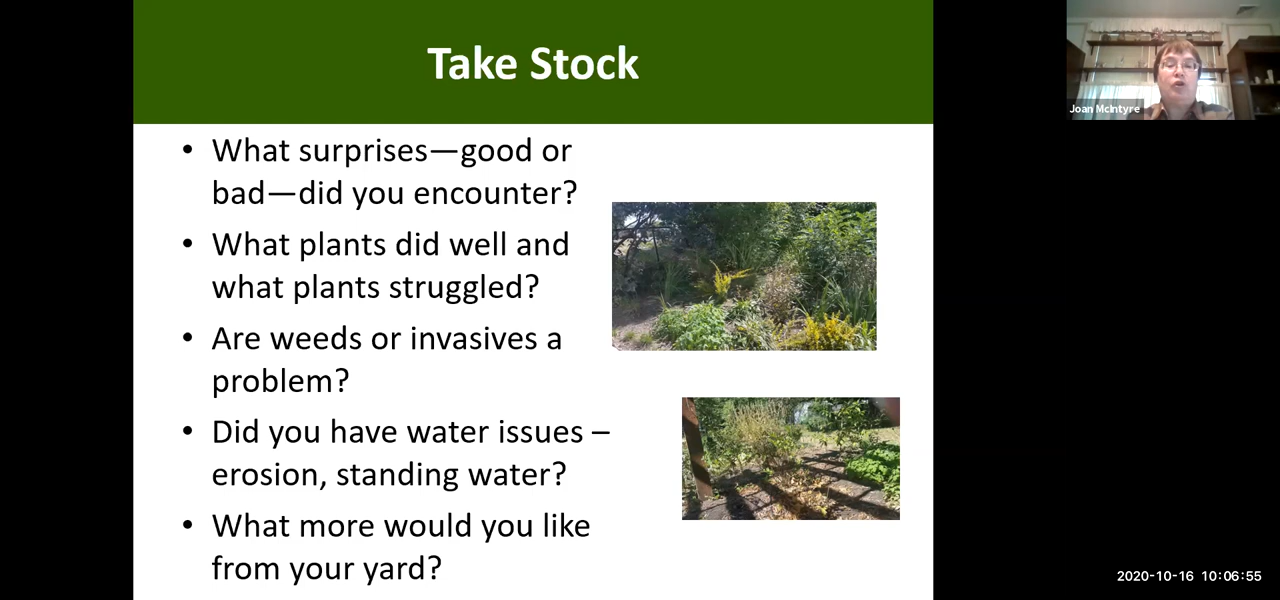 Take Stock
• What surprises—good or
bad—did you encounter?
• What plants did well and
what plants struggled?
• Are weeds or invasives a
problem?
• Did you have water issues –
erosion, standing water?
• What more would you like
from your yard?
Joan McIntyre
2020-10-16 10:06:55